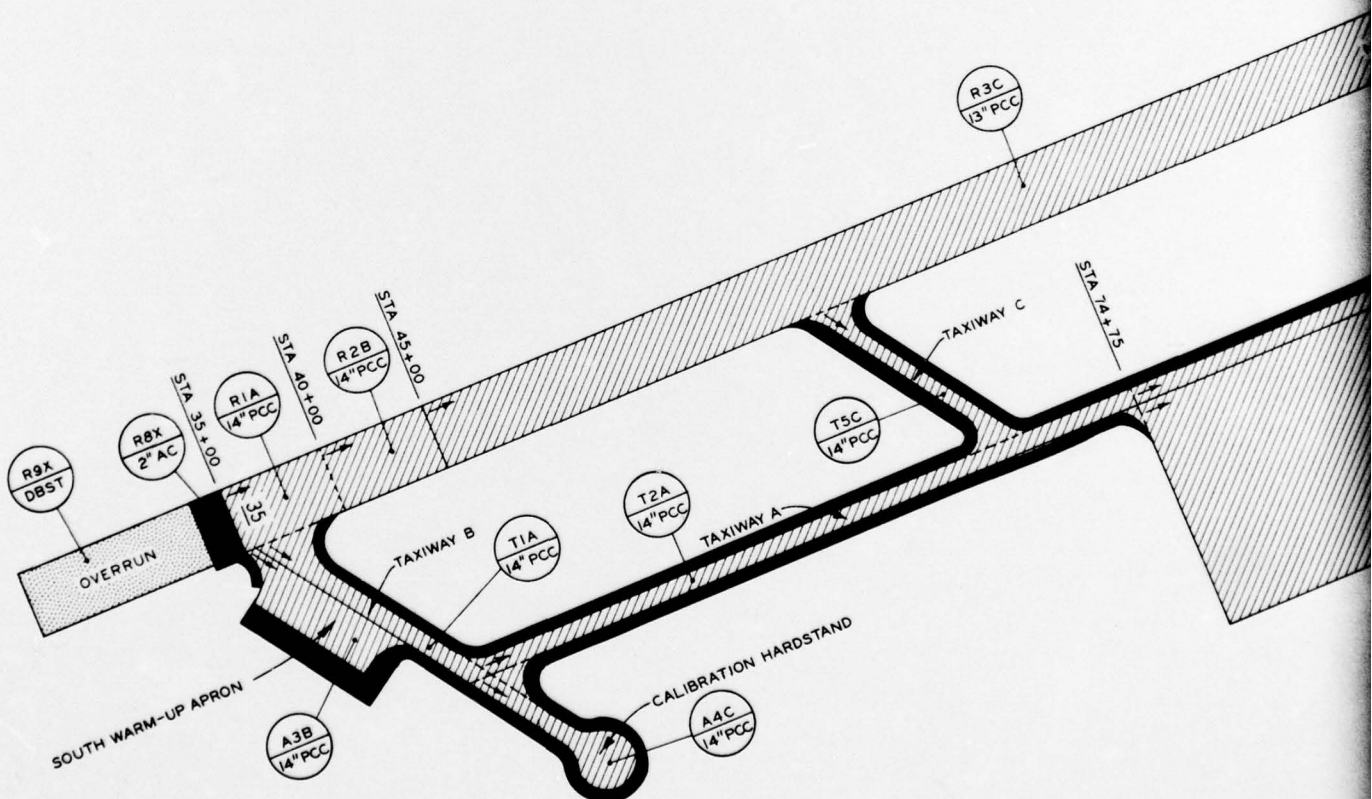 R3C
13" PCC
STA 74+75
TAXIWAY C
STA 45+00
R2B
14" PCC
STA 40+00
R1A
14" PCC
STA 35+00
R8X
2" AC
R9X
DBST
35
OVERRUN
T5C
14" PCC
T2A
14" PCC
TAXIWAY A
TAXIWAY B
T1A
14" PCC
CALIBRATION HARDSTAND
A4C
14" PCC
SOUTH WARM-UP APRON
A3B
14" PCC